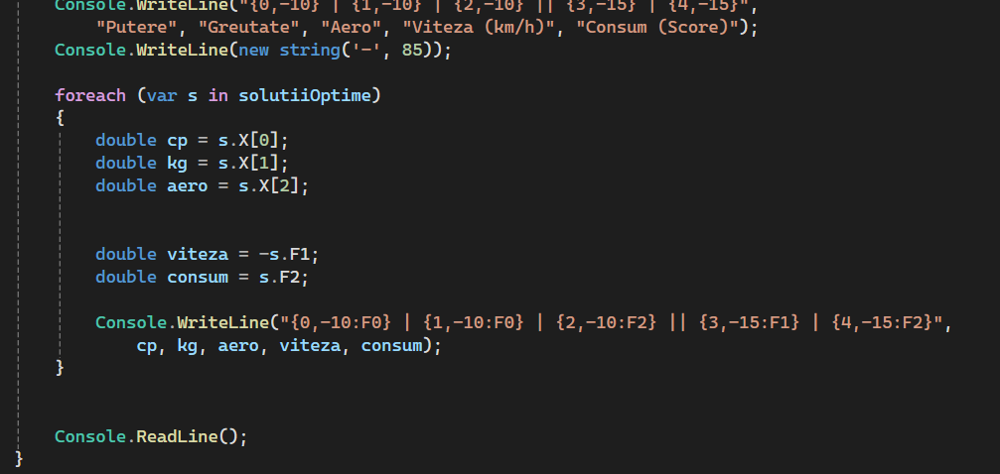 Console.WriteLine("{0,-10} | {1,-10} | {2,-10} || {3,-15} | {4,-15}",
"Putere", "Greutate", "Aero", "Viteza (km/h)", "Consum (Score)");
Console.WriteLine(new string('-', 85));
foreach (var s in solutiiOptime)
{
double cp = s.X[0];
double kg = s.X[1];
double aero = s.X[2];
double viteza = -s.F1;
double consum = s.F2;
Console.WriteLine("{0,-10:F0} | {1,-10:F0} | {2,-10:F2} || {3,-15:F1} | {4,-15:F2}",
cp, kg, aero, viteza, consum);
}
Console.ReadLine();
}